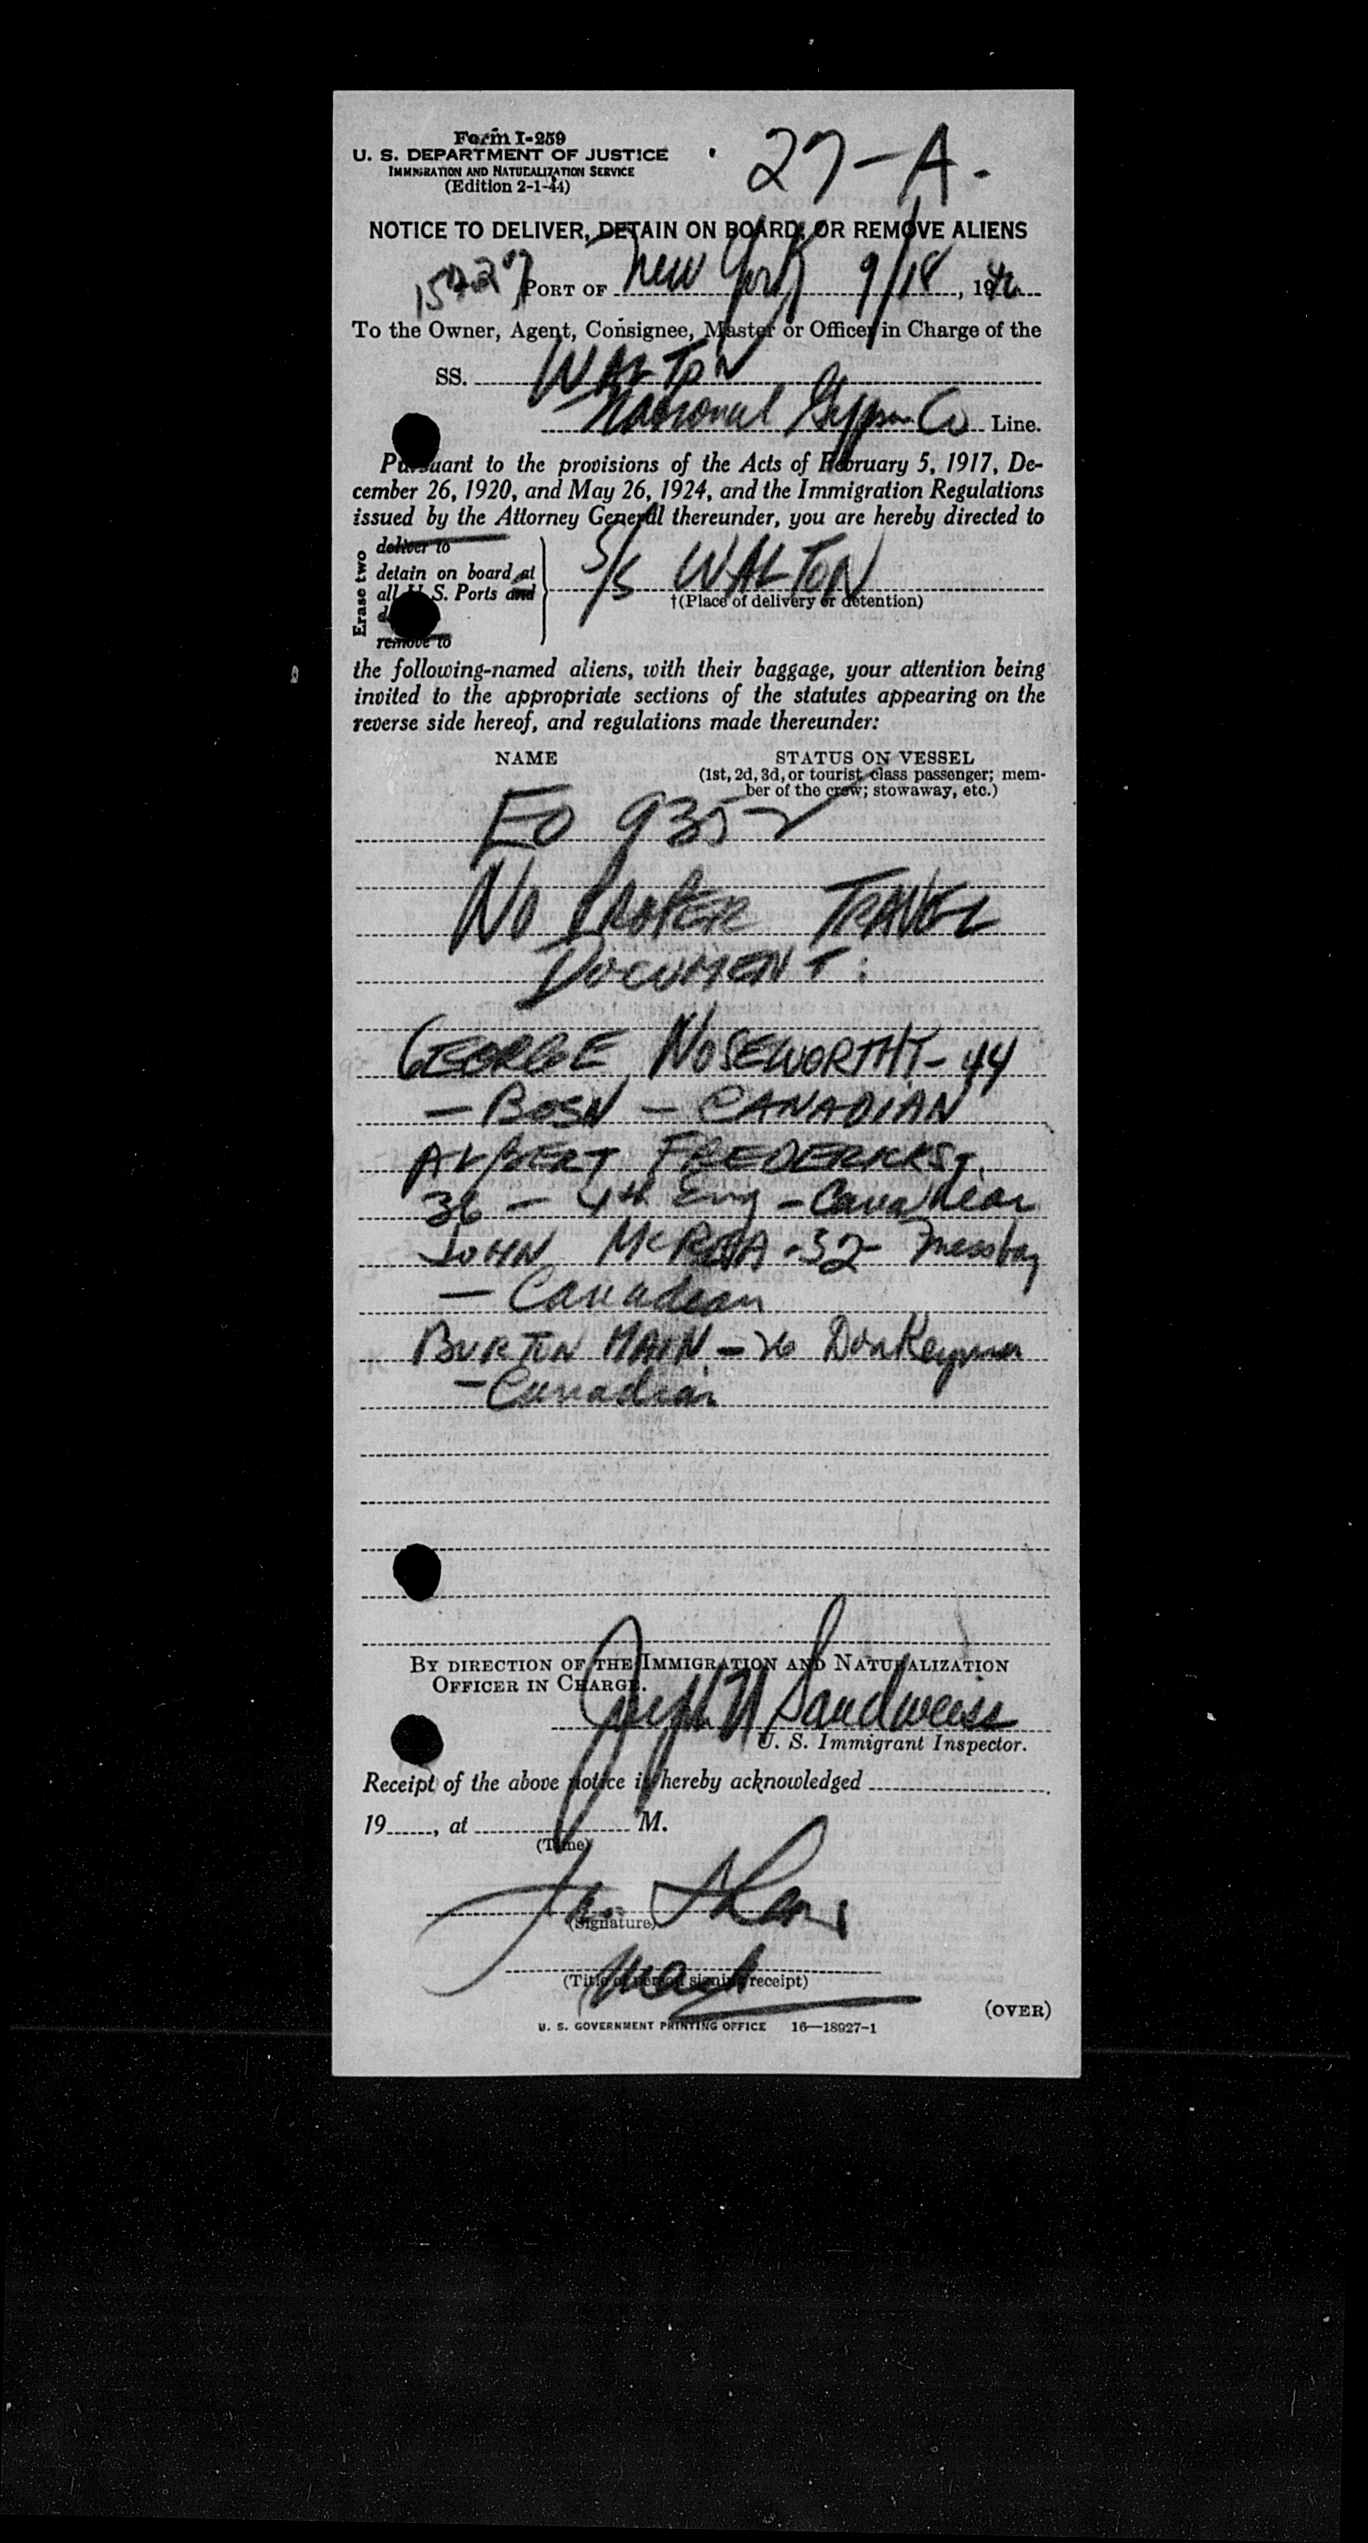 Form I-259
U. S. DEPARTMENT OF JUSTICE
IMMIGRATION AND NATURALIZATION SERVICE
(Edition 2-1-44)
27-A.
NOTICE TO DELIVER, DETAIN ON BOARD, OR REMOVE ALIENS
PORT OF New York 9/18, 1946
To the Owner, Agent, Consignee, Master or Officer in Charge of the
SS. WALTON
National Gypsum Co Line.
Pursuant to the provisions of the Acts of February 5, 1917, De-
cember 26, 1920, and May 26, 1924, and the Immigration Regulations
issued by the Attorney General thereunder, you are hereby directed to
Erase two
deliver to
detain on board at
all U. S. Ports and
remove to
S/S WALTON
†(Place of delivery or detention)
the following-named aliens, with their baggage, your attention being
invited to the appropriate sections of the statutes appearing on the
reverse side hereof, and regulations made thereunder:
NAME STATUS ON VESSEL
(1st, 2d, 3d, or tourist class passenger; mem-
ber of the crew; stowaway, etc.)
EO 9352
NO PROPER TRAVEL
DOCUMENT:
GEORGE NOSEWORTHY - 44
- BOSN - CANADIAN
ALBERT FREDERICKS
36 - 4th Eng - Canadian
JOHN - 32 - Messboy
- Canadian
BURTON MAIN - 26 Donkeyman
- Canadian
BY DIRECTION OF THE IMMIGRATION AND NATURALIZATION
OFFICER IN CHARGE.
Joseph N Sandweiss
U. S. Immigrant Inspector.
Receipt of the above notice is hereby acknowledged
19, at M.
(Time)
(Signature)
(Title of person signing receipt)
(OVER)
U. S. GOVERNMENT PRINTING OFFICE 16—18927-1